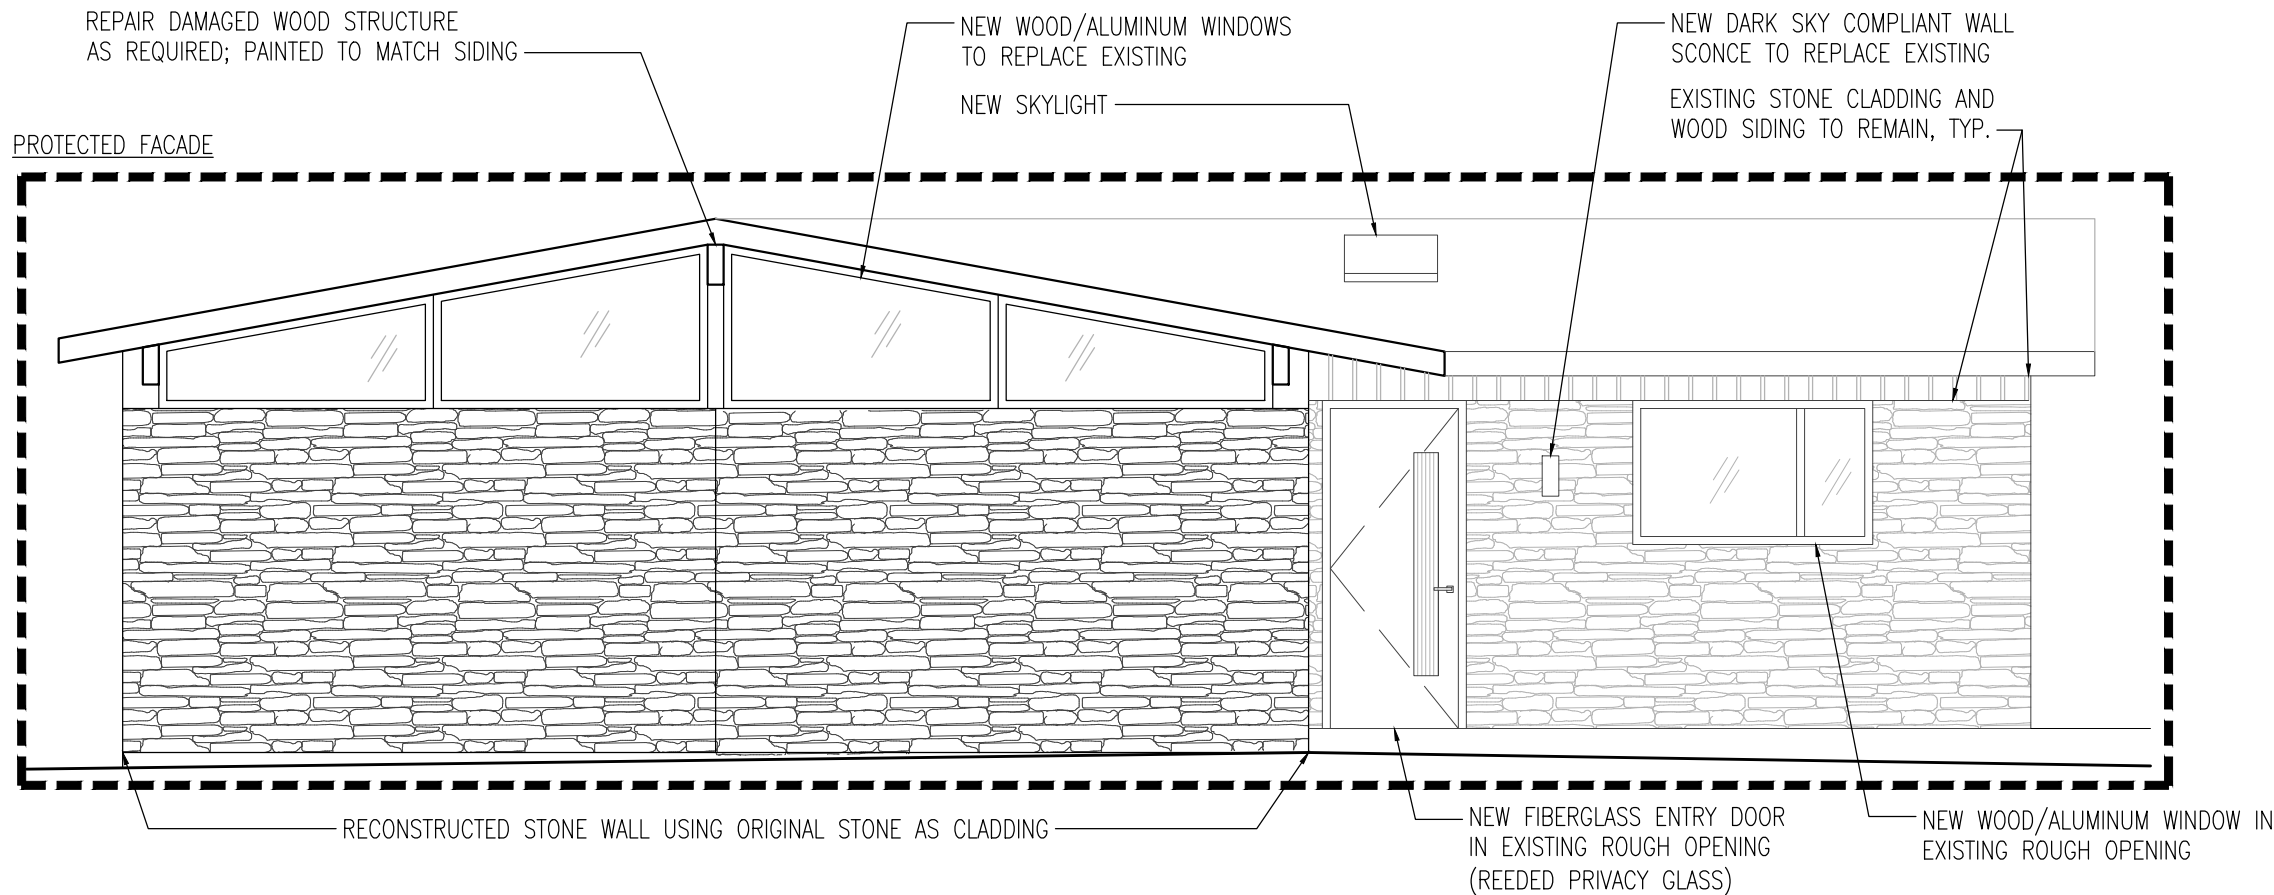 REPAIR DAMAGED WOOD STRUCTURE
AS REQUIRED; PAINTED TO MATCH SIDING
NEW WOOD/ALUMINUM WINDOWS
TO REPLACE EXISTING
NEW SKYLIGHT
NEW DARK SKY COMPLIANT WALL
SCONCE TO REPLACE EXISTING
EXISTING STONE CLADDING AND
WOOD SIDING TO REMAIN, TYP.
PROTECTED FACADE
RECONSTRUCTED STONE WALL USING ORIGINAL STONE AS CLADDING
NEW FIBERGLASS ENTRY DOOR
IN EXISTING ROUGH OPENING
(REEDED PRIVACY GLASS)
NEW WOOD/ALUMINUM WINDOW IN
EXISTING ROUGH OPENING